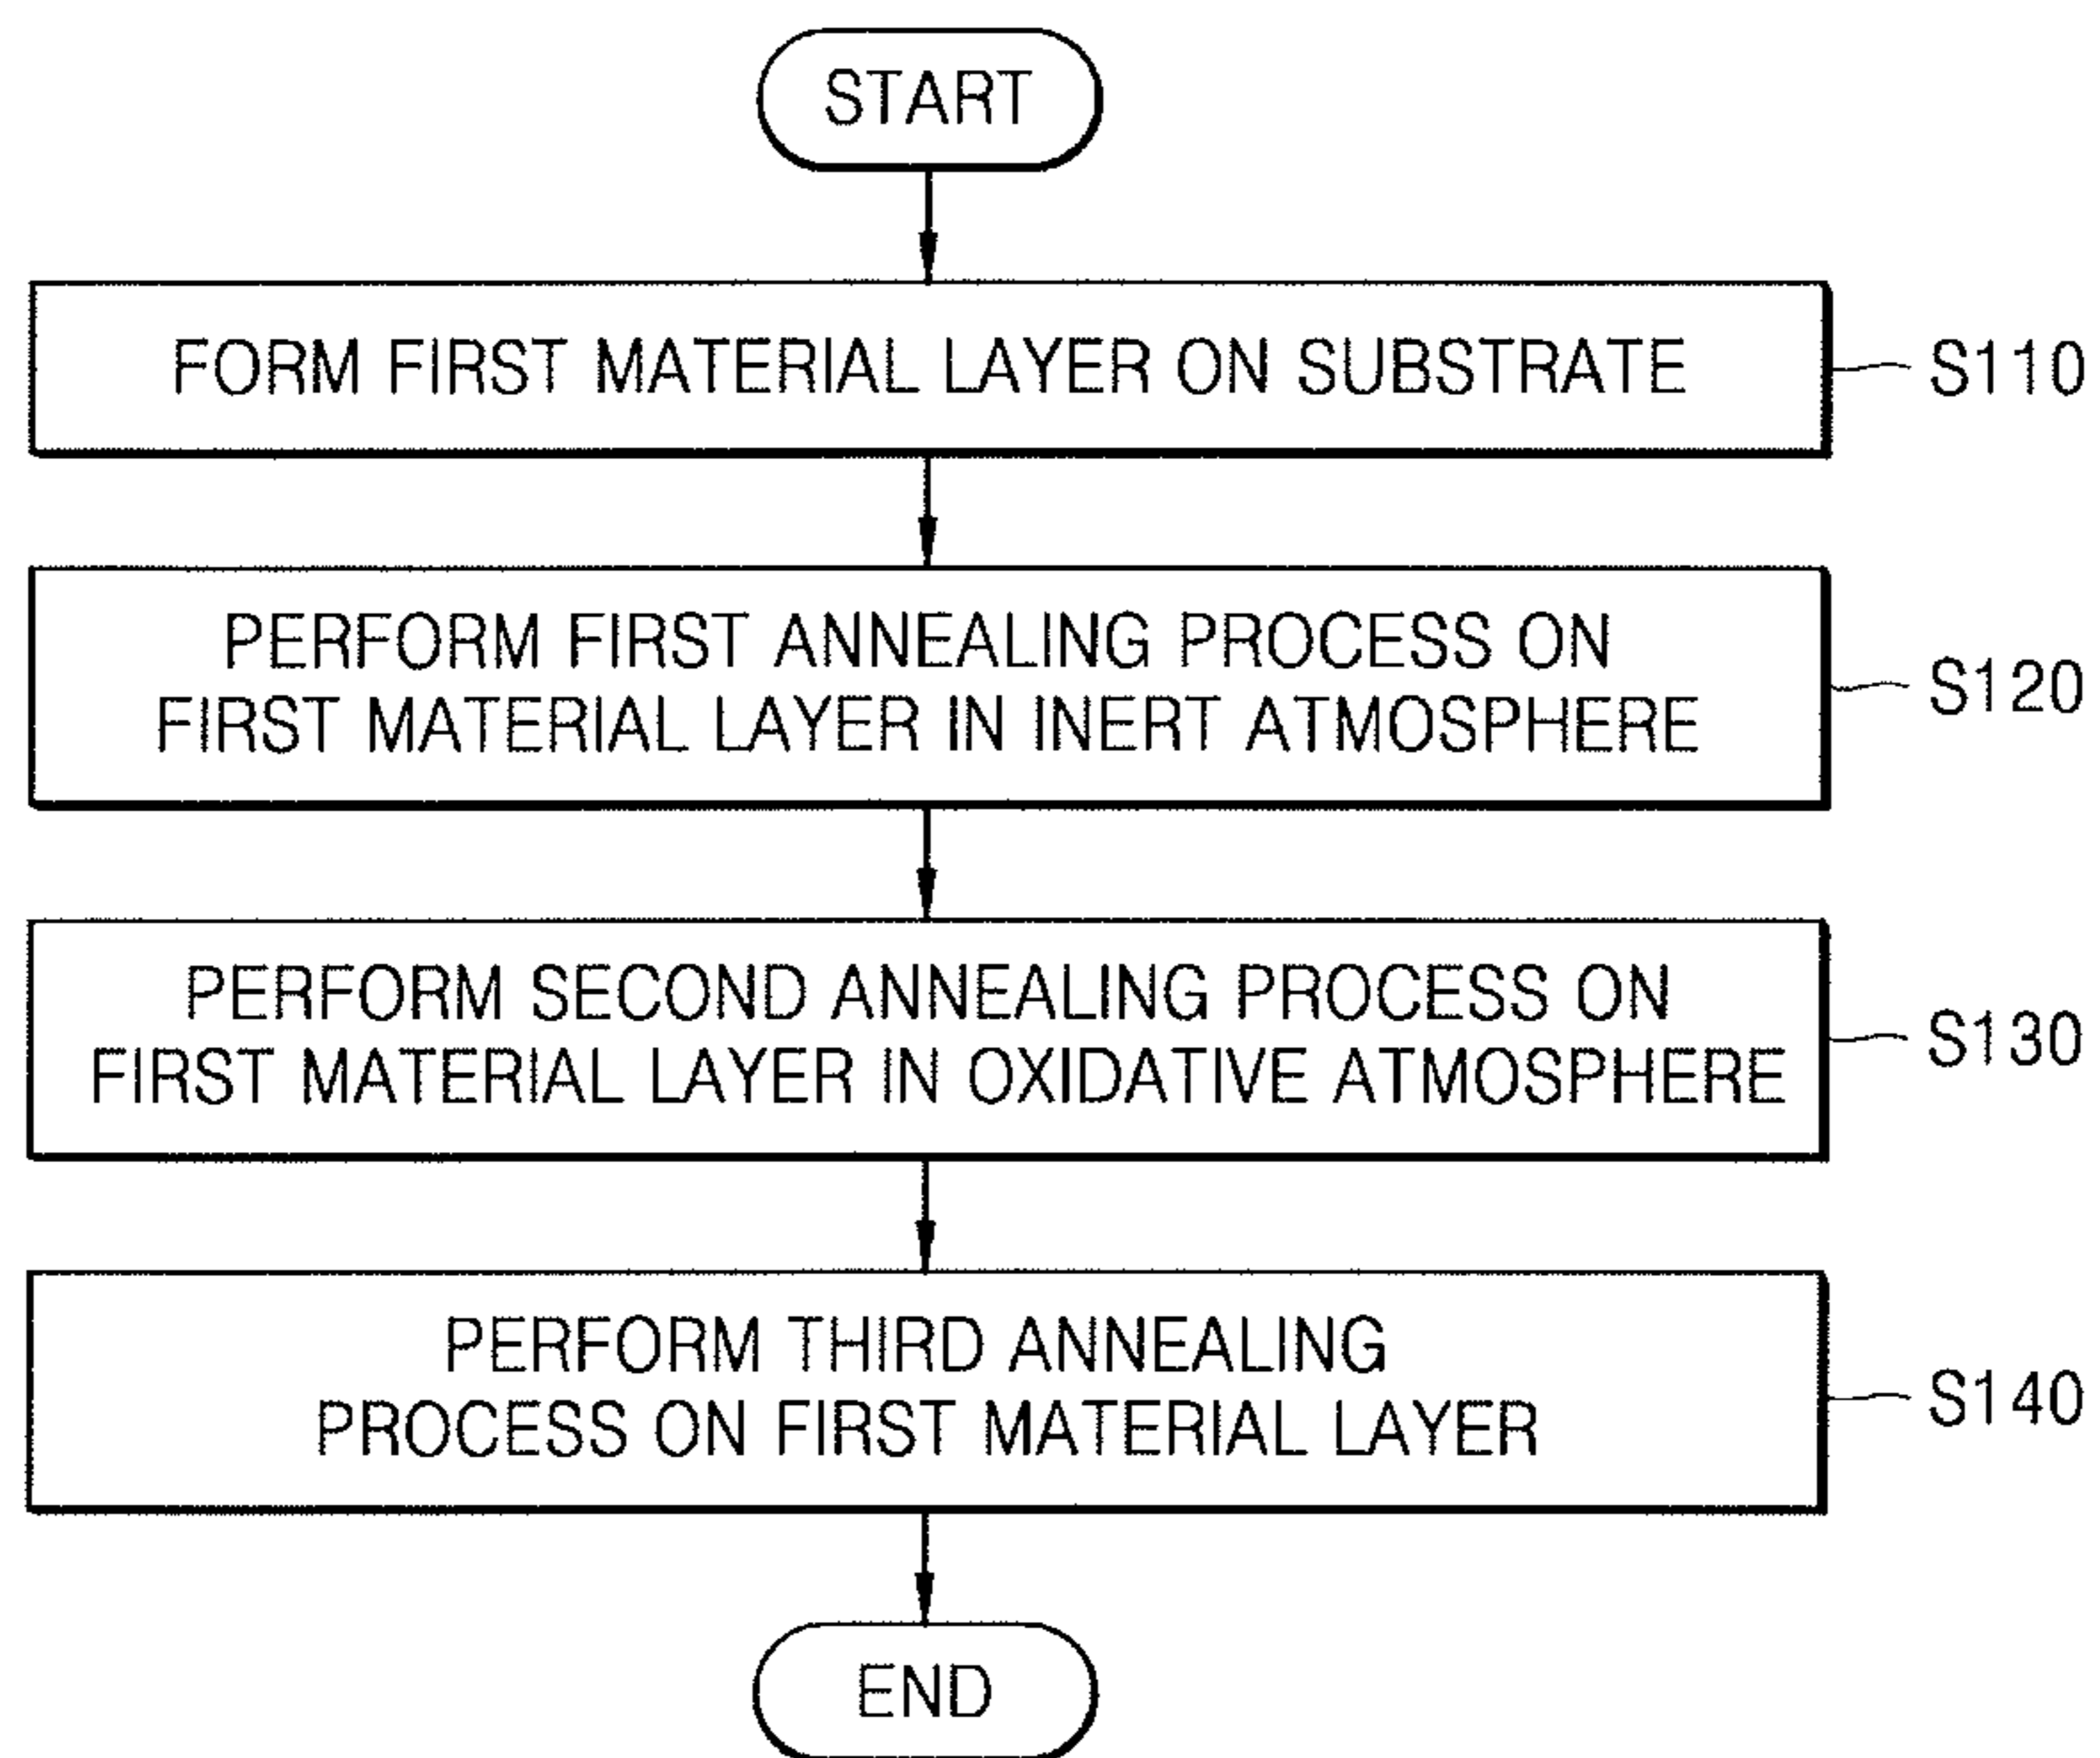 START
FORM FIRST MATERIAL LAYER ON SUBSTRATE
S110
PERFORM FIRST ANNEALING PROCESS ON
FIRST MATERIAL LAYER IN INERT ATMOSPHERE
S120
PERFORM SECOND ANNEALING PROCESS ON
FIRST MATERIAL LAYER IN OXIDATIVE ATMOSPHERE
S130
PERFORM THIRD ANNEALING
PROCESS ON FIRST MATERIAL LAYER
S140
END